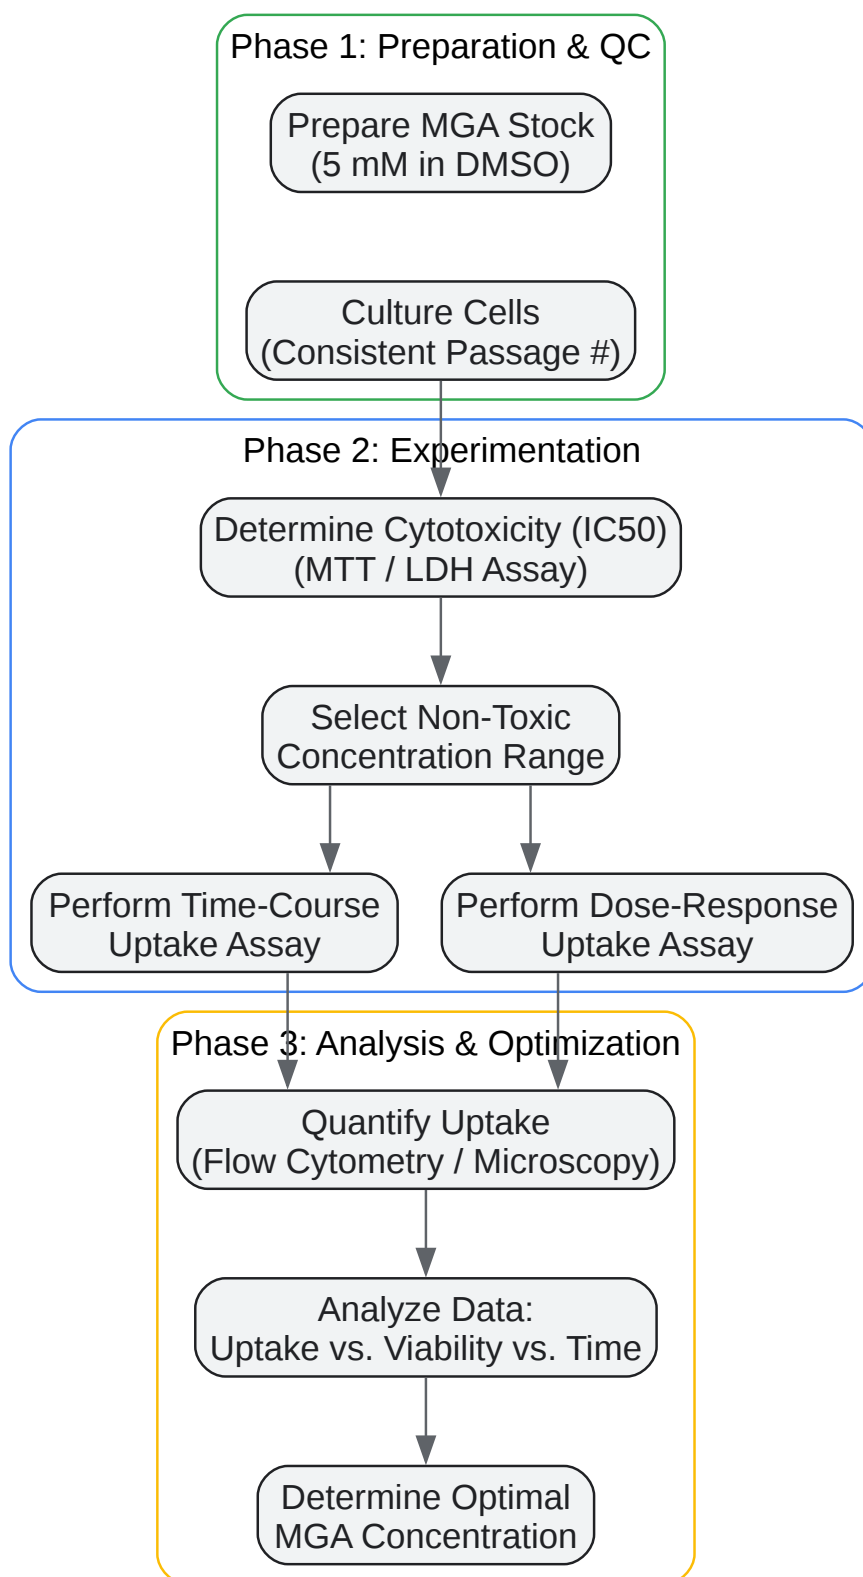 Phase 1: Preparation & QC
Prepare MGA Stock
(5 mM in DMSO)
Culture Cells
(Consistent Passage #)
Phase 2: Experimentation
Determine Cytotoxicity (IC50)
(MTT / LDH Assay)
Select Non-Toxic
Concentration Range
Perform Time-Course
Uptake Assay
Perform Dose-Response
Uptake Assay
Phase 3: Analysis & Optimization
Quantify Uptake
(Flow Cytometry / Microscopy)
Analyze Data:
Uptake vs. Viability vs. Time
Determine Optimal
MGA Concentration